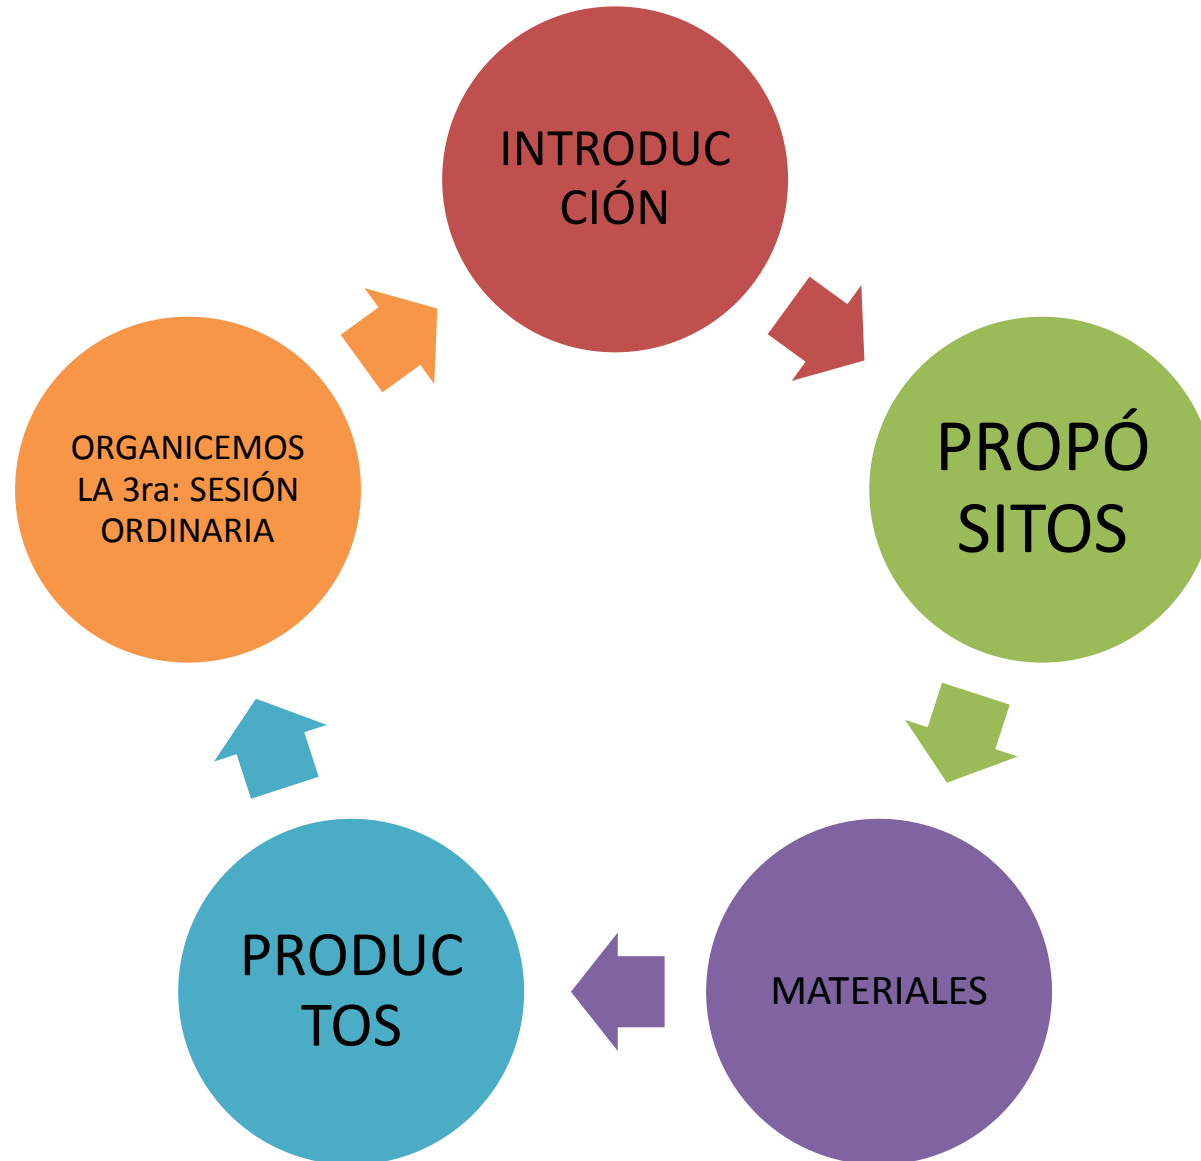 INTRODUC
CIÓN
PROPÓ
SITOS
MATERIALES
PRODUC
TOS
ORGANICEMOS
LA 3ra: SESIÓN
ORDINARIA